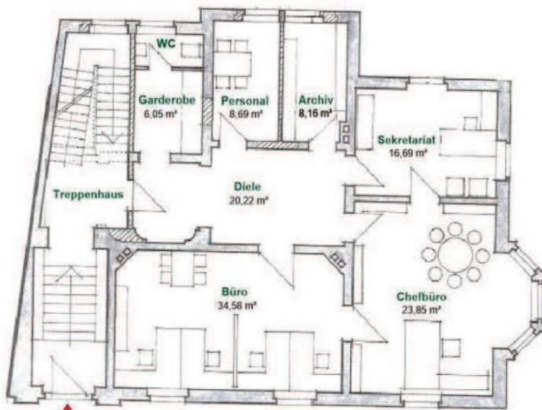 WC
Garderobe
6,05 m²
Personal
8,69 m²
Archiv
8,16 m²
Sekretariat
16,69 m²
Treppenhaus
Diele
20,22 m²
Büro
34,58 m²
Chefbüro
23,85 m²